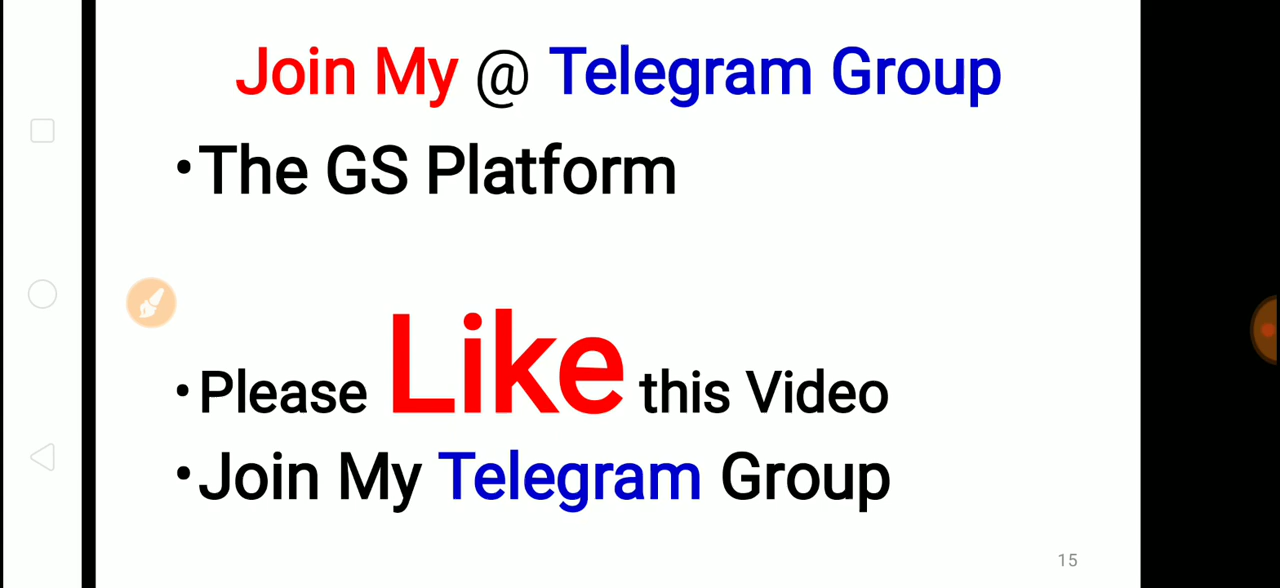 Join My @ Telegram Group
•The GS Platform
•Please Like this Video
•Join My Telegram Group
15